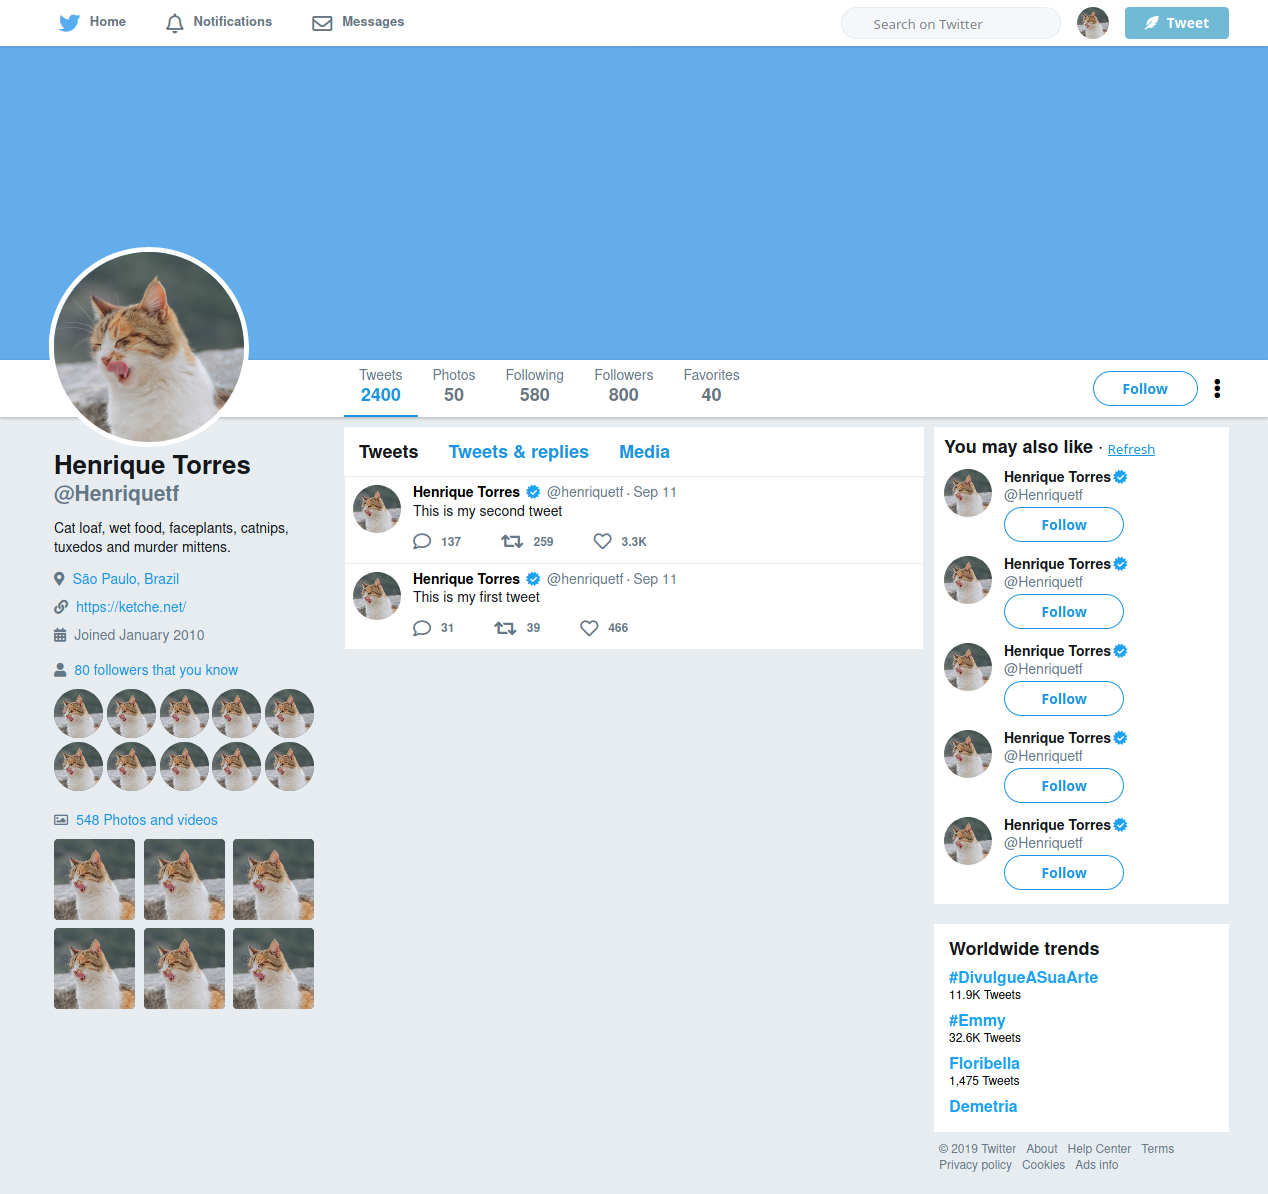 Home Notifications Messages Search on Twitter Tweet
Tweets Photos Following Followers Favorites
2400 50 580 800 40
Follow
Henrique Torres
@Henriquetf
Cat loaf, wet food, faceplants, catnips,
tuxedos and murder mittens.
São Paulo, Brazil
https://ketche.net/
Joined January 2010
80 followers that you know
548 Photos and videos
Tweets Tweets & replies Media
Henrique Torres @henriquetf · Sep 11
This is my second tweet
137 259 3.3K
Henrique Torres @henriquetf · Sep 11
This is my first tweet
31 39 466
You may also like · Refresh
Henrique Torres
@Henriquetf
Follow
Henrique Torres
@Henriquetf
Follow
Henrique Torres
@Henriquetf
Follow
Henrique Torres
@Henriquetf
Follow
Henrique Torres
@Henriquetf
Follow
Worldwide trends
#DivulgueASuaArte
11.9K Tweets
#Emmy
32.6K Tweets
Floribella
1,475 Tweets
Demetria
© 2019 Twitter About Help Center Terms
Privacy policy Cookies Ads info